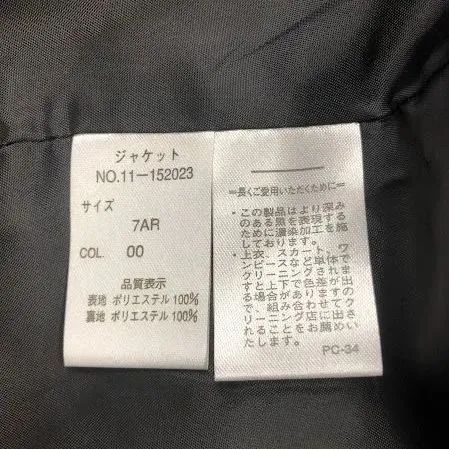 ジャケット
NO.11-152023
サイズ
7AR
COL. 00
品質表示
表地 ポリエステル 100%
裏地 ポリエステル 100%
=長くご愛用いただくために=
・この製品はより深み
のある黒を表現する
ために濃染加工を施
しております。
・上衣、スカート、ワ
ンピースなど単体で
クリーニングされま
すと上下で色差が出
る場合がありますの
で、組み合わせてク
リーニング店に出さ
れることをお薦めい
たします。
PC-34